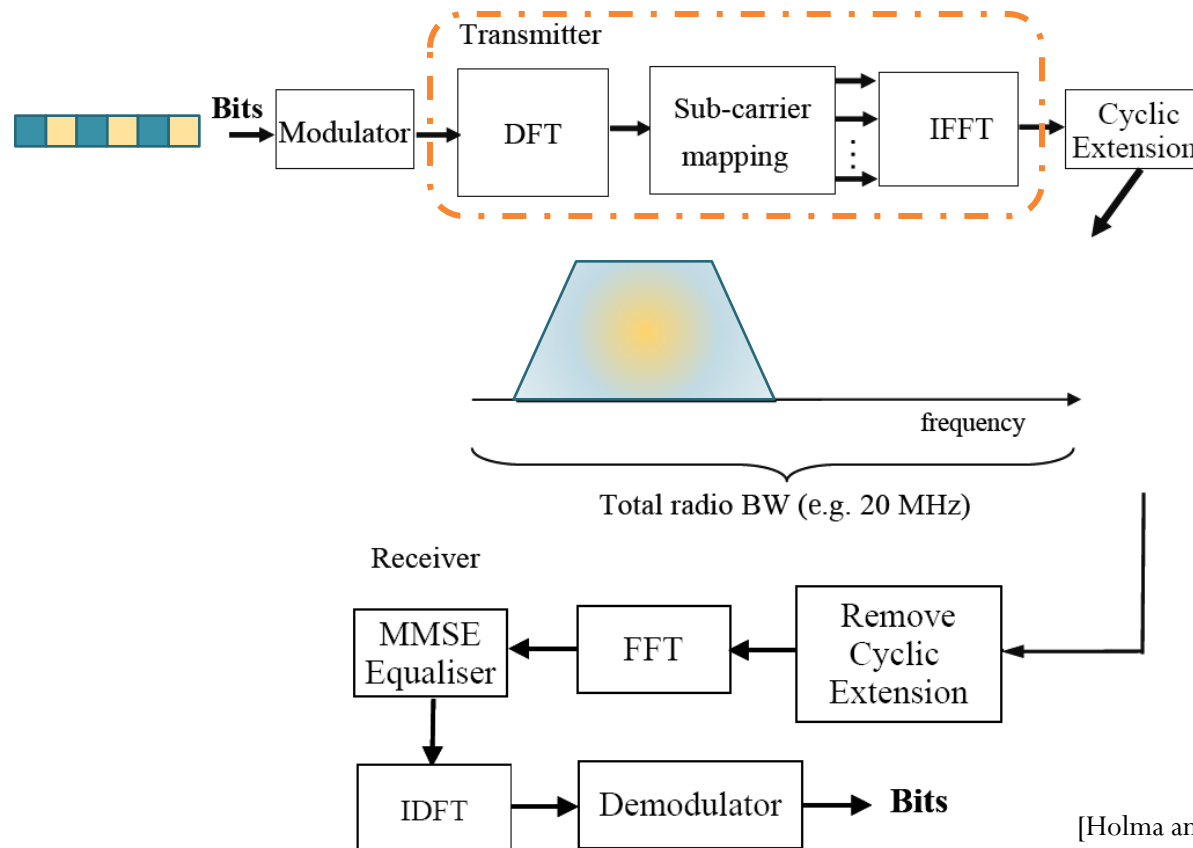 Transmitter
Bits
Modulator
DFT
Sub-carrier
mapping
IFFT
Cyclic
Extension
frequency
Total radio BW (e.g. 20 MHz)
Receiver
MMSE
Equaliser
FFT
Remove
Cyclic
Extension
IDFT
Demodulator
Bits
[Holma